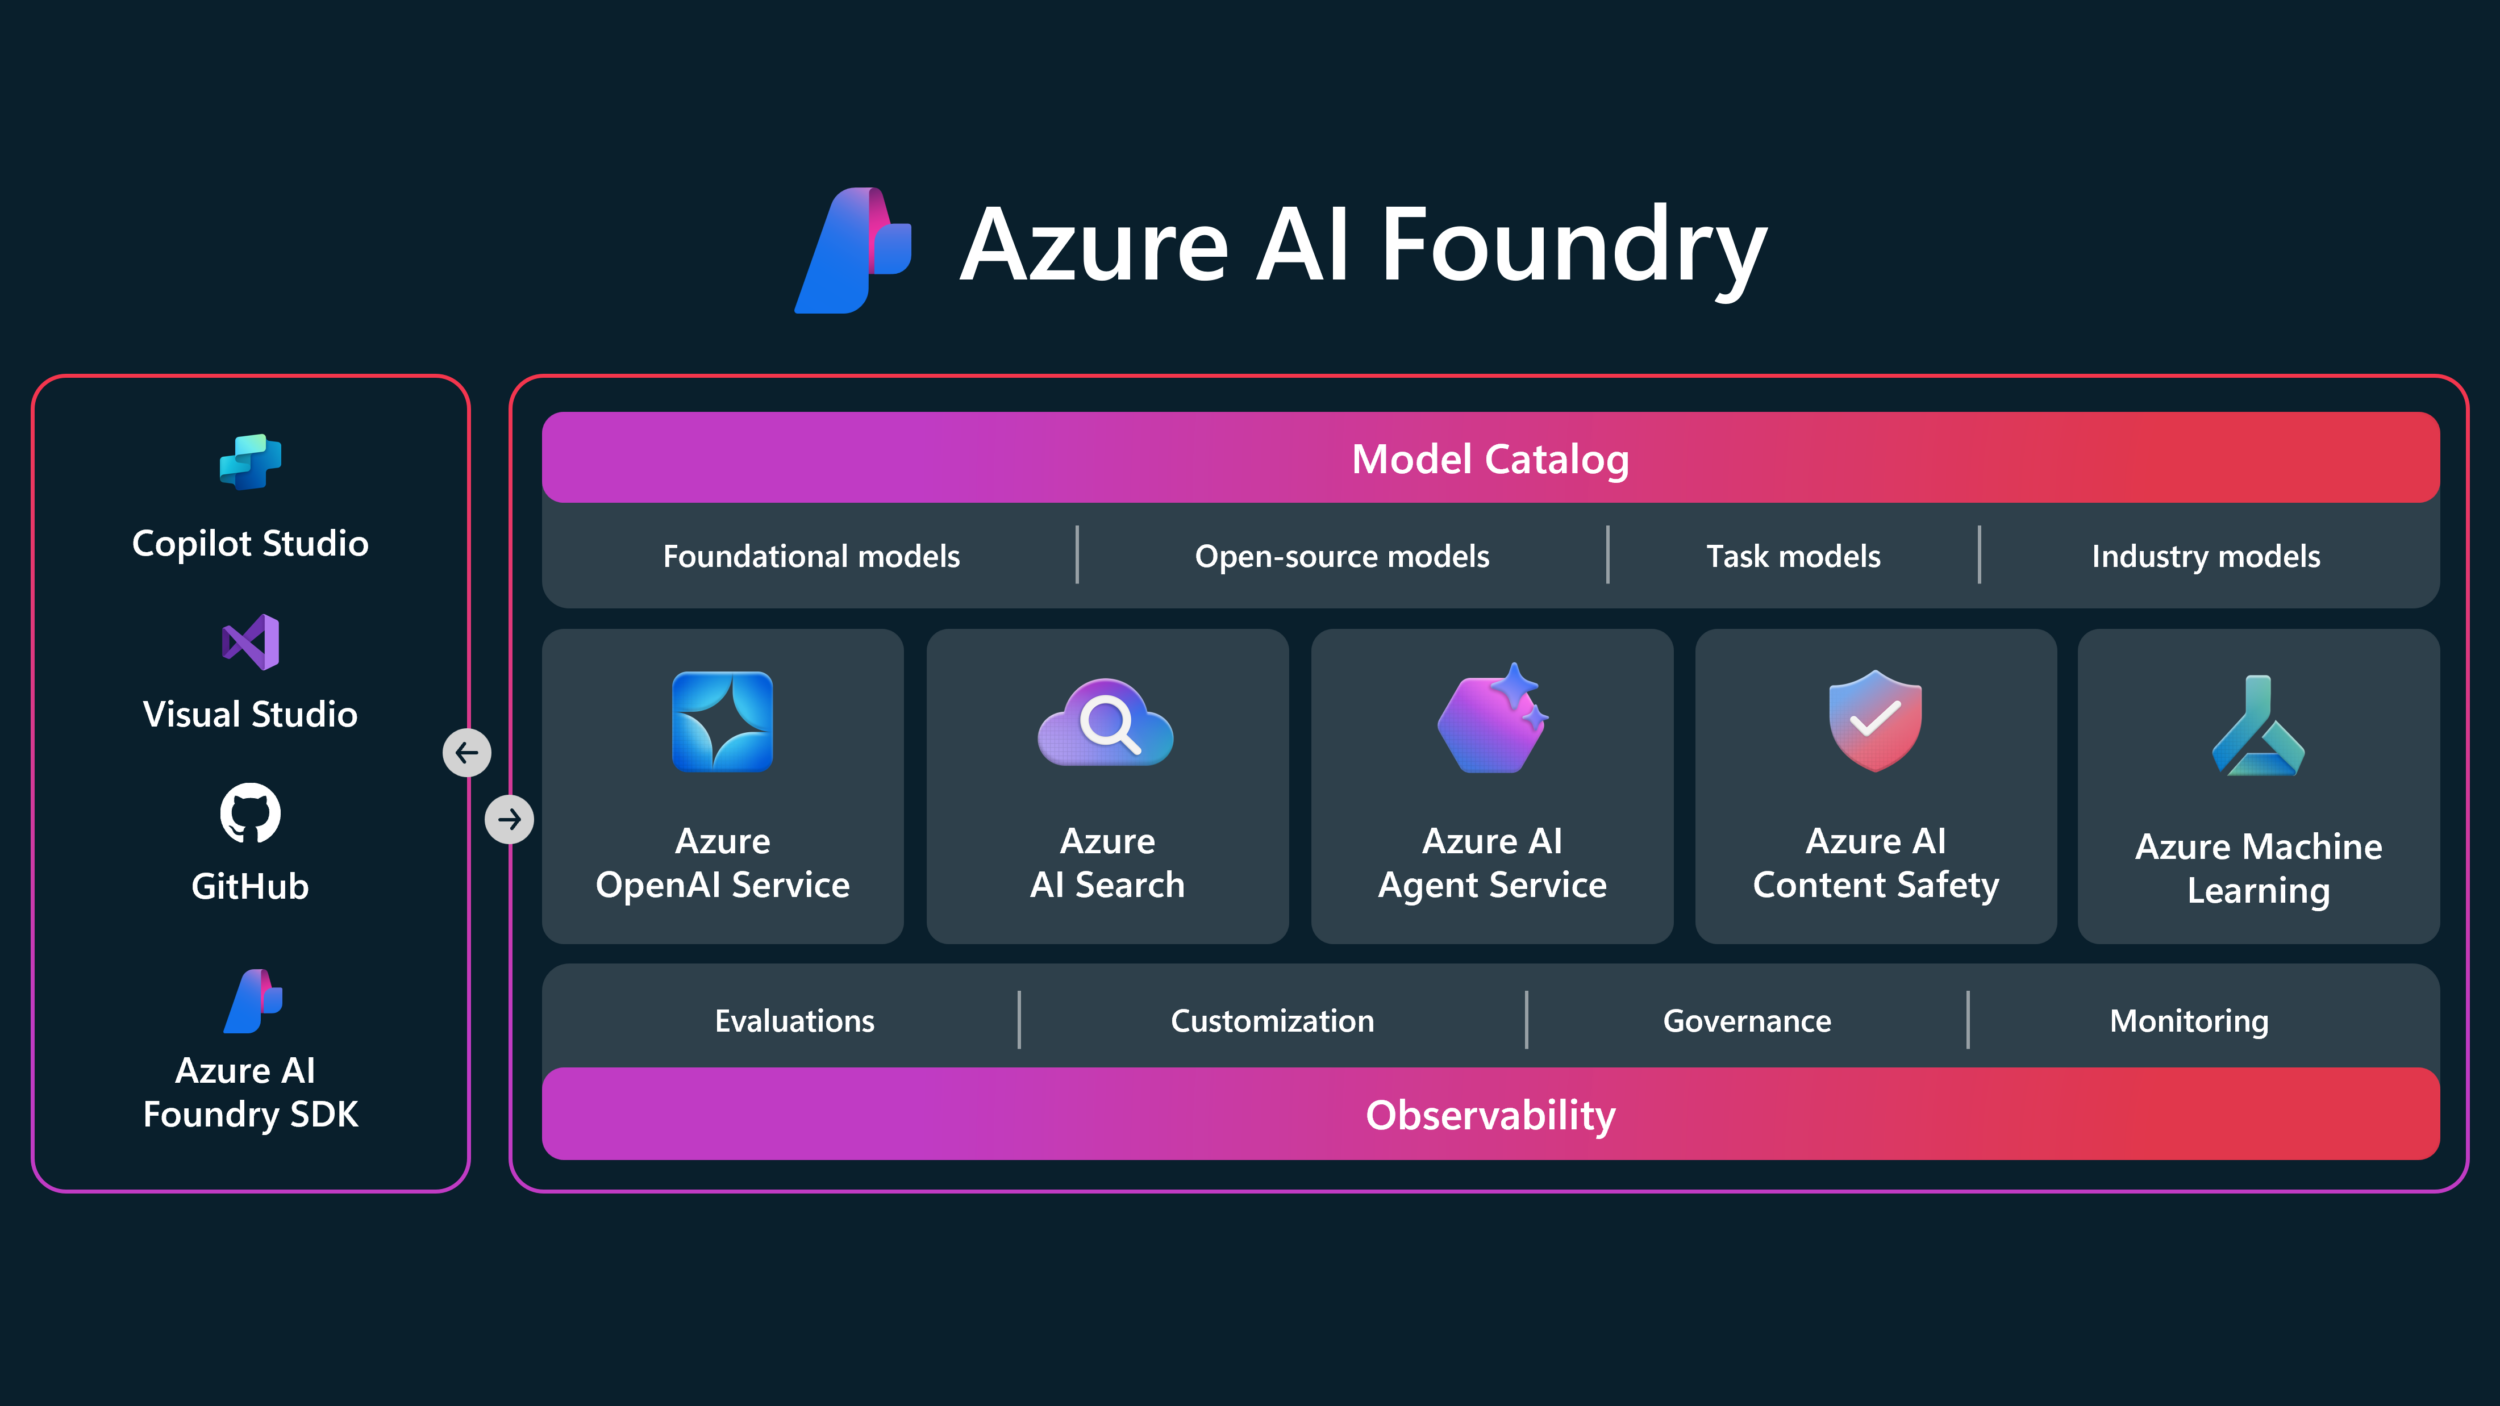 Azure AI Foundry
Copilot Studio
Visual Studio
GitHub
Azure AI
Foundry SDK
Model Catalog
Foundational models
Open-source models
Task models
Industry models
Azure
OpenAI Service
Azure
AI Search
Azure AI
Agent Service
Azure AI
Content Safety
Azure Machine
Learning
Evaluations
Customization
Governance
Monitoring
Observability